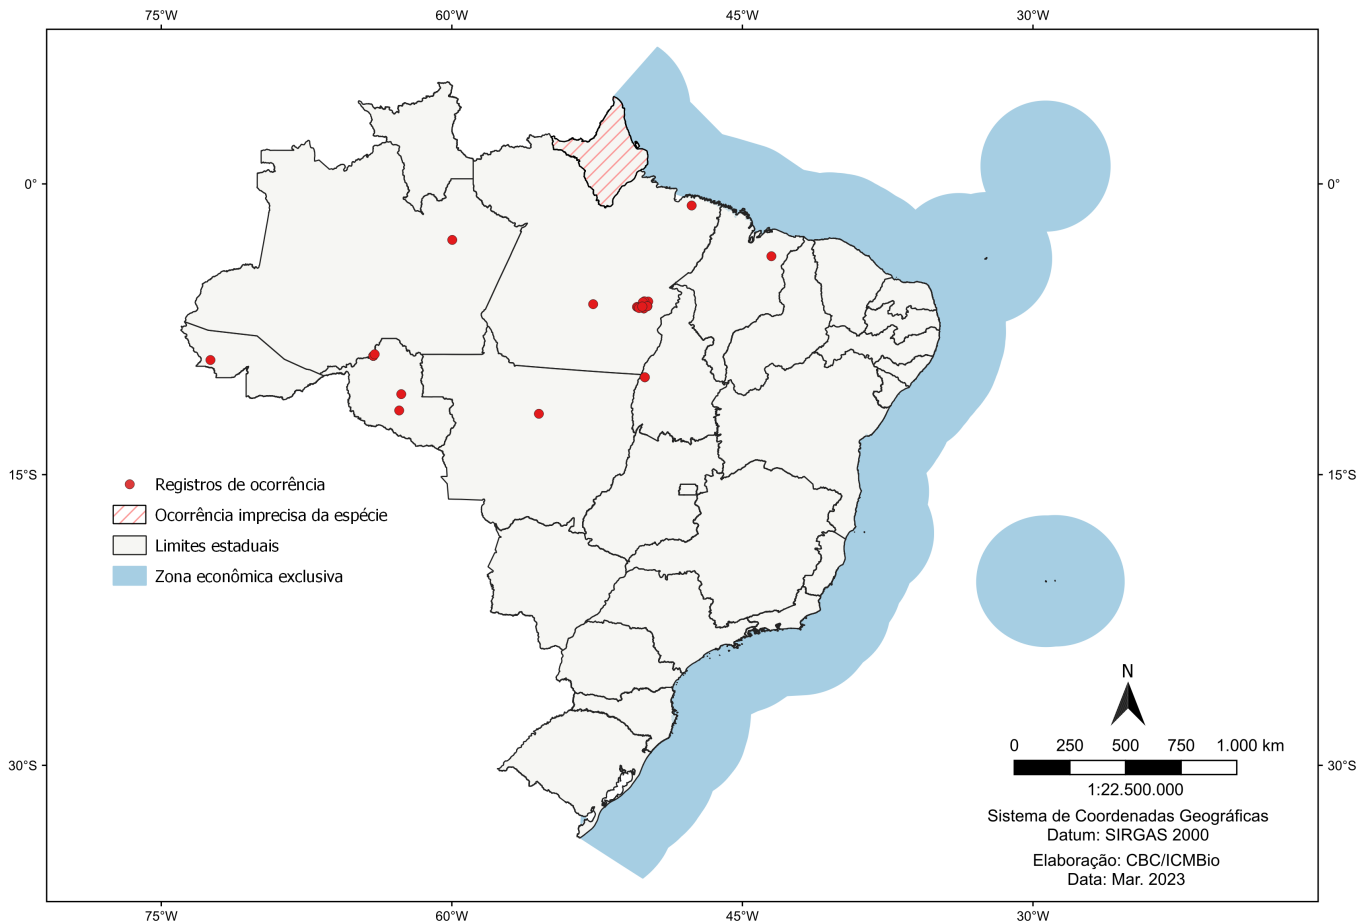 75°W 60°W 45°W 30°W
0° 0°
15°S 15°S
Registros de ocorrência
Ocorrência imprecisa da espécie
Limites estaduais
Zona econômica exclusiva
N
0 250 500 750 1.000 km
30°S 30°S
1:22.500.000
Sistema de Coordenadas Geográficas
Datum: SIRGAS 2000
Elaboração: CBC/ICMBio
Data: Mar. 2023
75°W 60°W 45°W 30°W